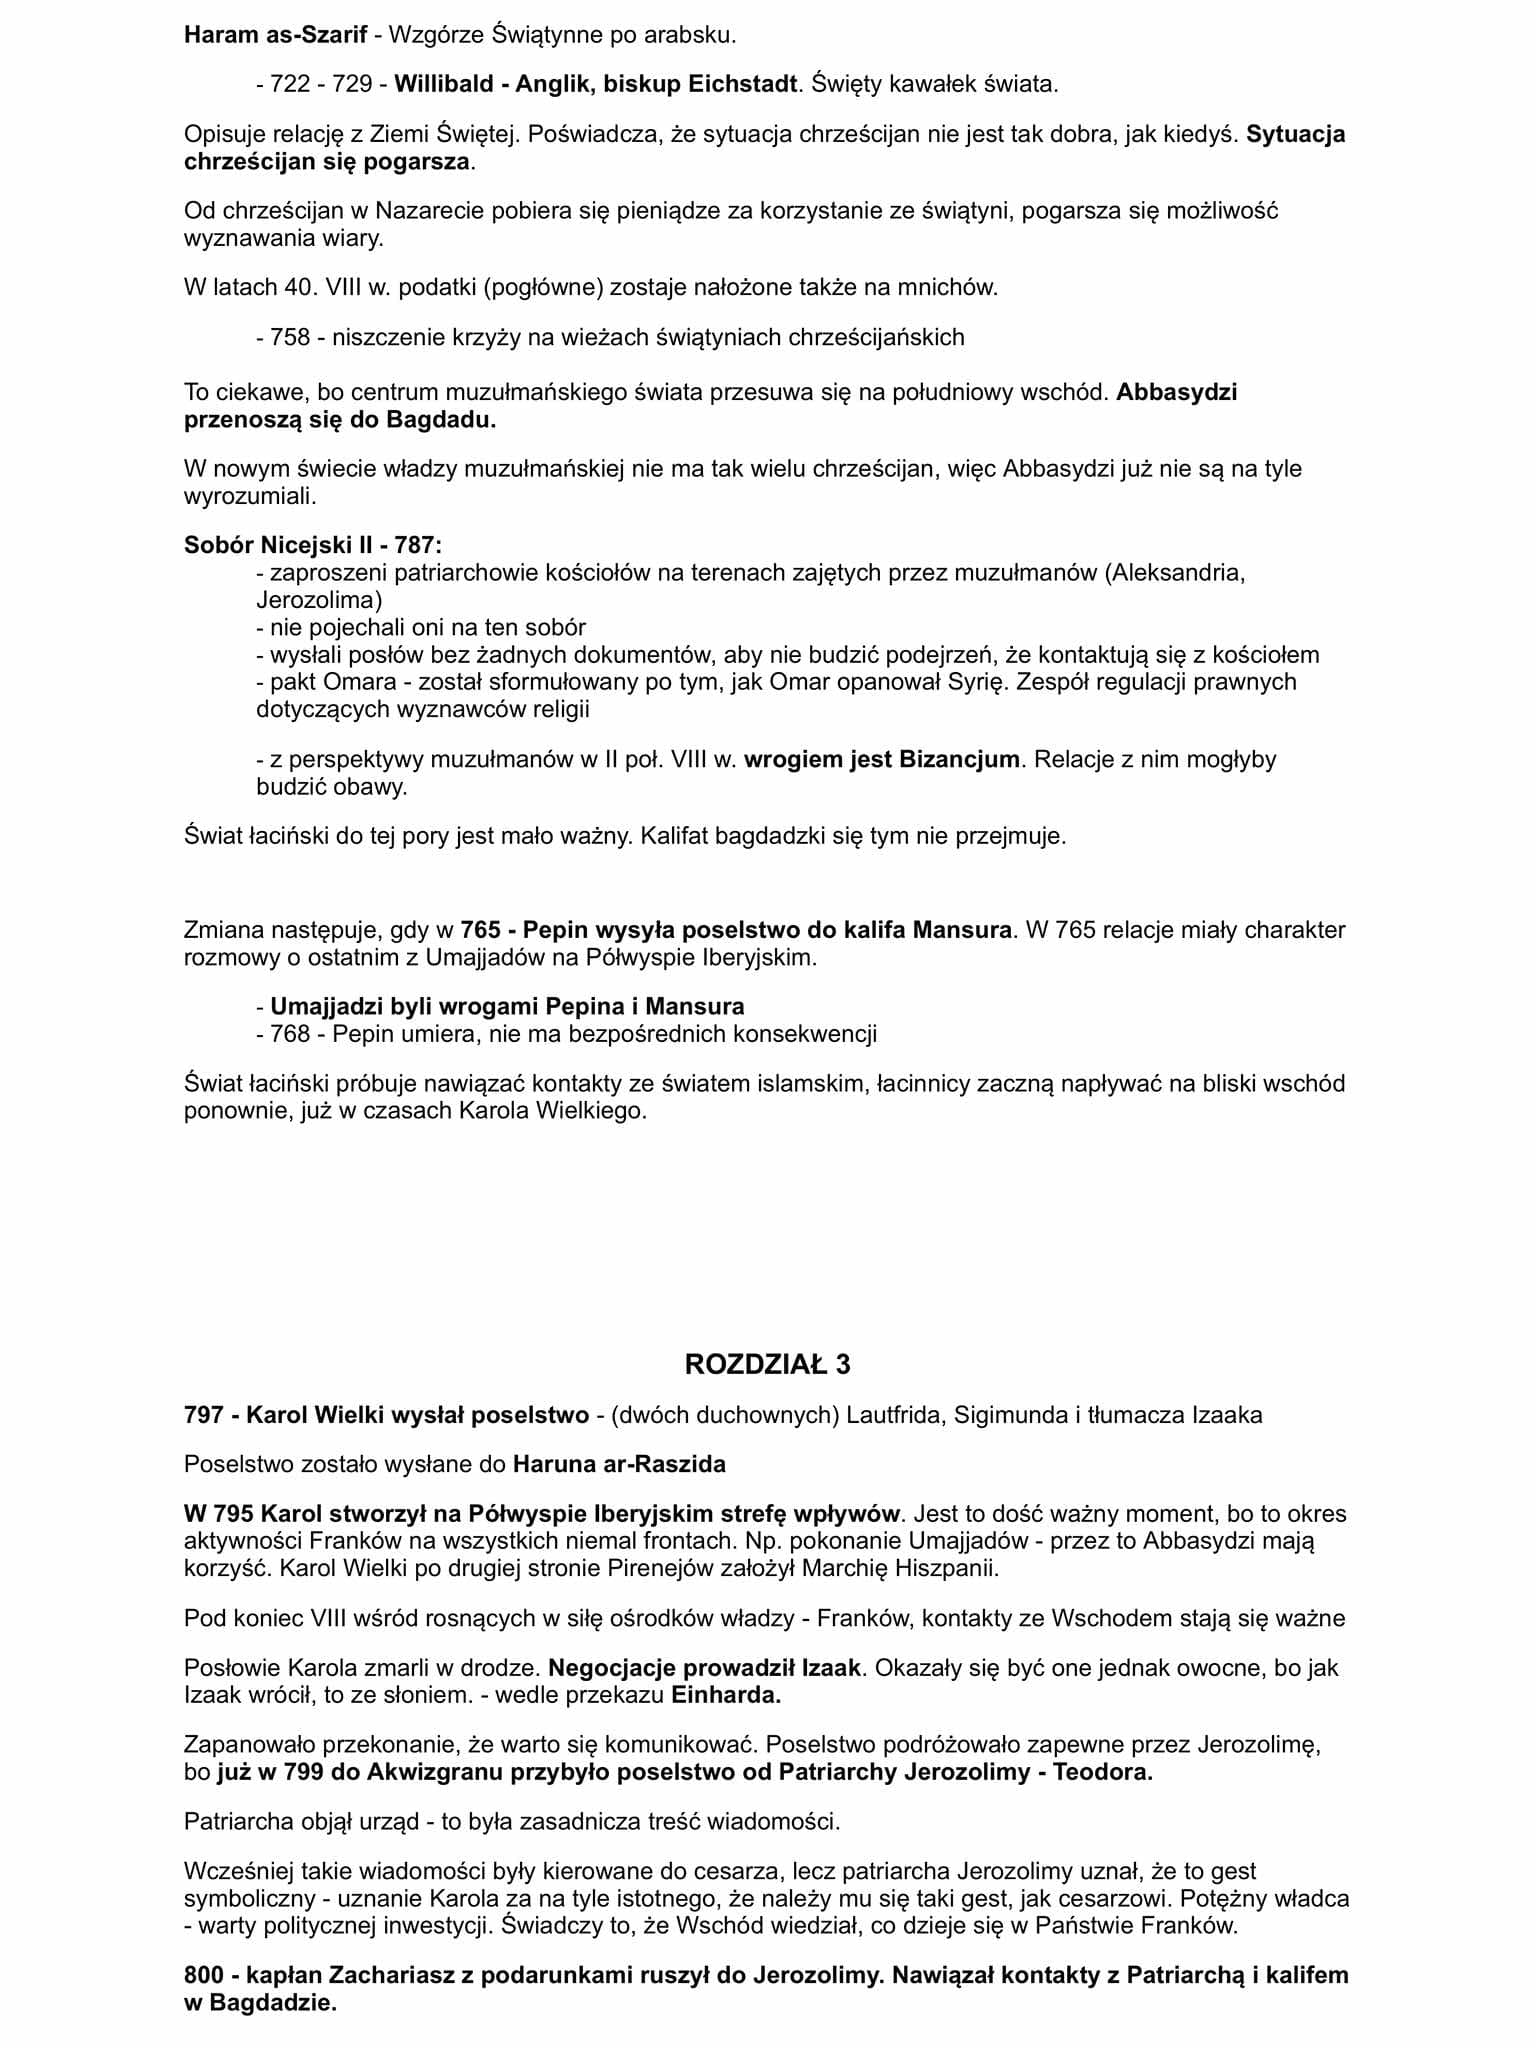 Haram as-Szarif - Wzgórze Świątynne po arabsku.
- 722 - 729 - Willibald - Anglik, biskup Eichstadt. Święty kawałek świata.
Opisuje relację z Ziemi Świętej. Poświadcza, że sytuacja chrześcijan nie jest tak dobra, jak kiedyś. Sytuacja
chrześcijan się pogarsza.
Od chrześcijan w Nazarecie pobiera się pieniądze za korzystanie ze świątyni, pogarsza się możliwość
wyznawania wiary.
W latach 40. VIII w. podatki (pogłówne) zostaje nałożone także na mnichów.
- 758 - niszczenie krzyży na wieżach świątyniach chrześcijańskich
To ciekawe, bo centrum muzułmańskiego świata przesuwa się na południowy wschód. Abbasydzi
przenoszą się do Bagdadu.
W nowym świecie władzy muzułmańskiej nie ma tak wielu chrześcijan, więc Abbasydzi już nie są na tyle
wyrozumiali.
Sobór Nicejski II - 787:
- zaproszeni patriarchowie kościołów na terenach zajętych przez muzułmanów (Aleksandria,
Jerozolima)
- nie pojechali oni na ten sobór
- wysłali posłów bez żadnych dokumentów, aby nie budzić podejrzeń, że kontaktują się z kościołem
- pakt Omara - został sformułowany po tym, jak Omar opanował Syrię. Zespół regulacji prawnych
dotyczących wyznawców religii
- z perspektywy muzułmanów w II poł. VIII w. wrogiem jest Bizancjum. Relacje z nim mogłyby
budzić obawy.
Świat łaciński do tej pory jest mało ważny. Kalifat bagdadzki się tym nie przejmuje.
Zmiana następuje, gdy w 765 - Pepin wysyła poselstwo do kalifa Mansura. W 765 relacje miały charakter
rozmowy o ostatnim z Umajjadów na Półwyspie Iberyjskim.
- Umajjadzi byli wrogami Pepina i Mansura
- 768 - Pepin umiera, nie ma bezpośrednich konsekwencji
Świat łaciński próbuje nawiązać kontakty ze światem islamskim, łacinnicy zaczną napływać na bliski wschód
ponownie, już w czasach Karola Wielkiego.
ROZDZIAŁ 3
797 - Karol Wielki wysłał poselstwo - (dwóch duchownych) Lautfrida, Sigimunda i tłumacza Izaaka
Poselstwo zostało wysłane do Haruna ar-Raszida
W 795 Karol stworzył na Półwyspie Iberyjskim strefę wpływów. Jest to dość ważny moment, bo to okres
aktywności Franków na wszystkich niemal frontach. Np. pokonanie Umajjadów - przez to Abbasydzi mają
korzyść. Karol Wielki po drugiej stronie Pirenejów założył Marchię Hiszpanii.
Pod koniec VIII wśród rosnących w siłę ośrodków władzy - Franków, kontakty ze Wschodem stają się ważne
Posłowie Karola zmarli w drodze. Negocjacje prowadził Izaak. Okazały się być one jednak owocne, bo jak
Izaak wrócił, to ze słoniem. - wedle przekazu Einharda.
Zapanowało przekonanie, że warto się komunikować. Poselstwo podróżowało zapewne przez Jerozolimę,
bo już w 799 do Akwizgranu przybyło poselstwo od Patriarchy Jerozolimy - Teodora.
Patriarcha objął urząd - to była zasadnicza treść wiadomości.
Wcześniej takie wiadomości były kierowane do cesarza, lecz patriarcha Jerozolimy uznał, że to gest
symboliczny - uznanie Karola za na tyle istotnego, że należy mu się taki gest, jak cesarzowi. Potężny władca
- warty politycznej inwestycji. Świadczy to, że Wschód wiedział, co dzieje się w Państwie Franków.
800 - kapłan Zachariasz z podarunkami ruszył do Jerozolimy. Nawiązał kontakty z Patriarchą i kalifem
w Bagdadzie.